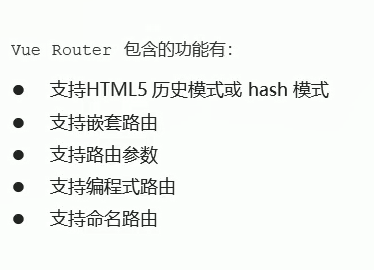 Vue Router 包含的功能有:
● 支持HTML5 历史模式或 hash 模式
● 支持嵌套路由
● 支持路由参数
● 支持编程式路由
● 支持命名路由